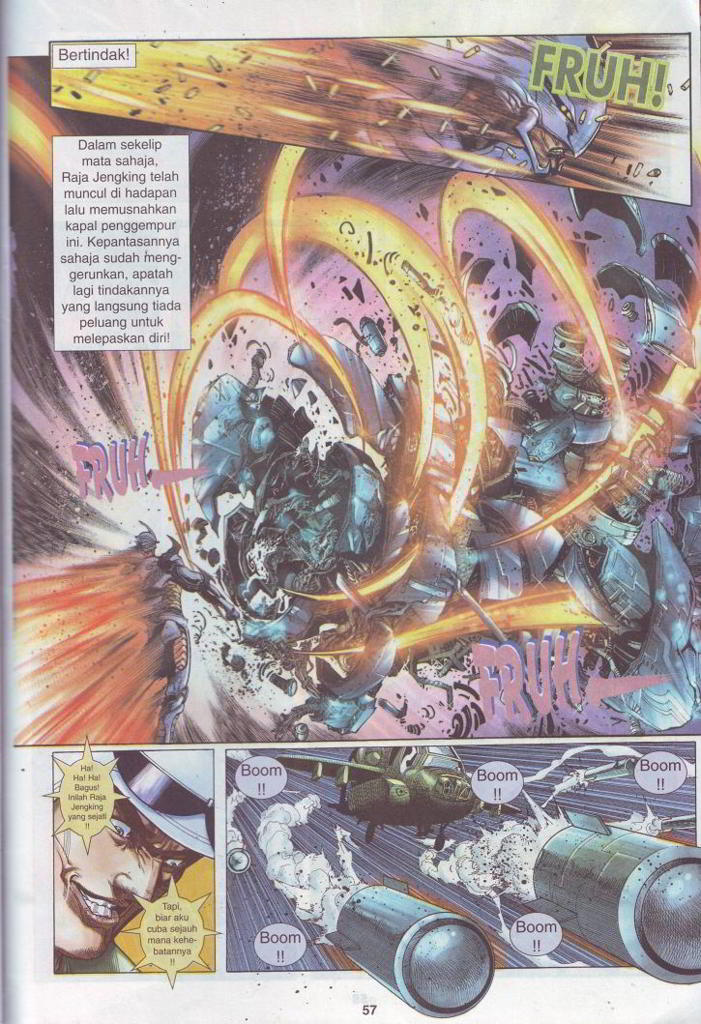 Bertindak!
FRUH!
Dalam sekelip
mata sahaja,
Raja Jengking telah
muncul di hadapan
lalu memusnahkan
kapal penggempur
ini. Kepantasannya
sahaja sudah meng-
gerunkan, apatah
lagi tindakannya
yang langsung tiada
peluang untuk
melepaskan diri!
FRUH
FRUH
Ha!
Ha! Ha!
Bagus!
Inilah Raja
Jengking
yang sejati
!!
Tapi,
biar aku
cuba sejauh
mana kehe-
batannya
!!
Boom
!!
Boom
!!
Boom
!!
Boom
!!
Boom
!!
57